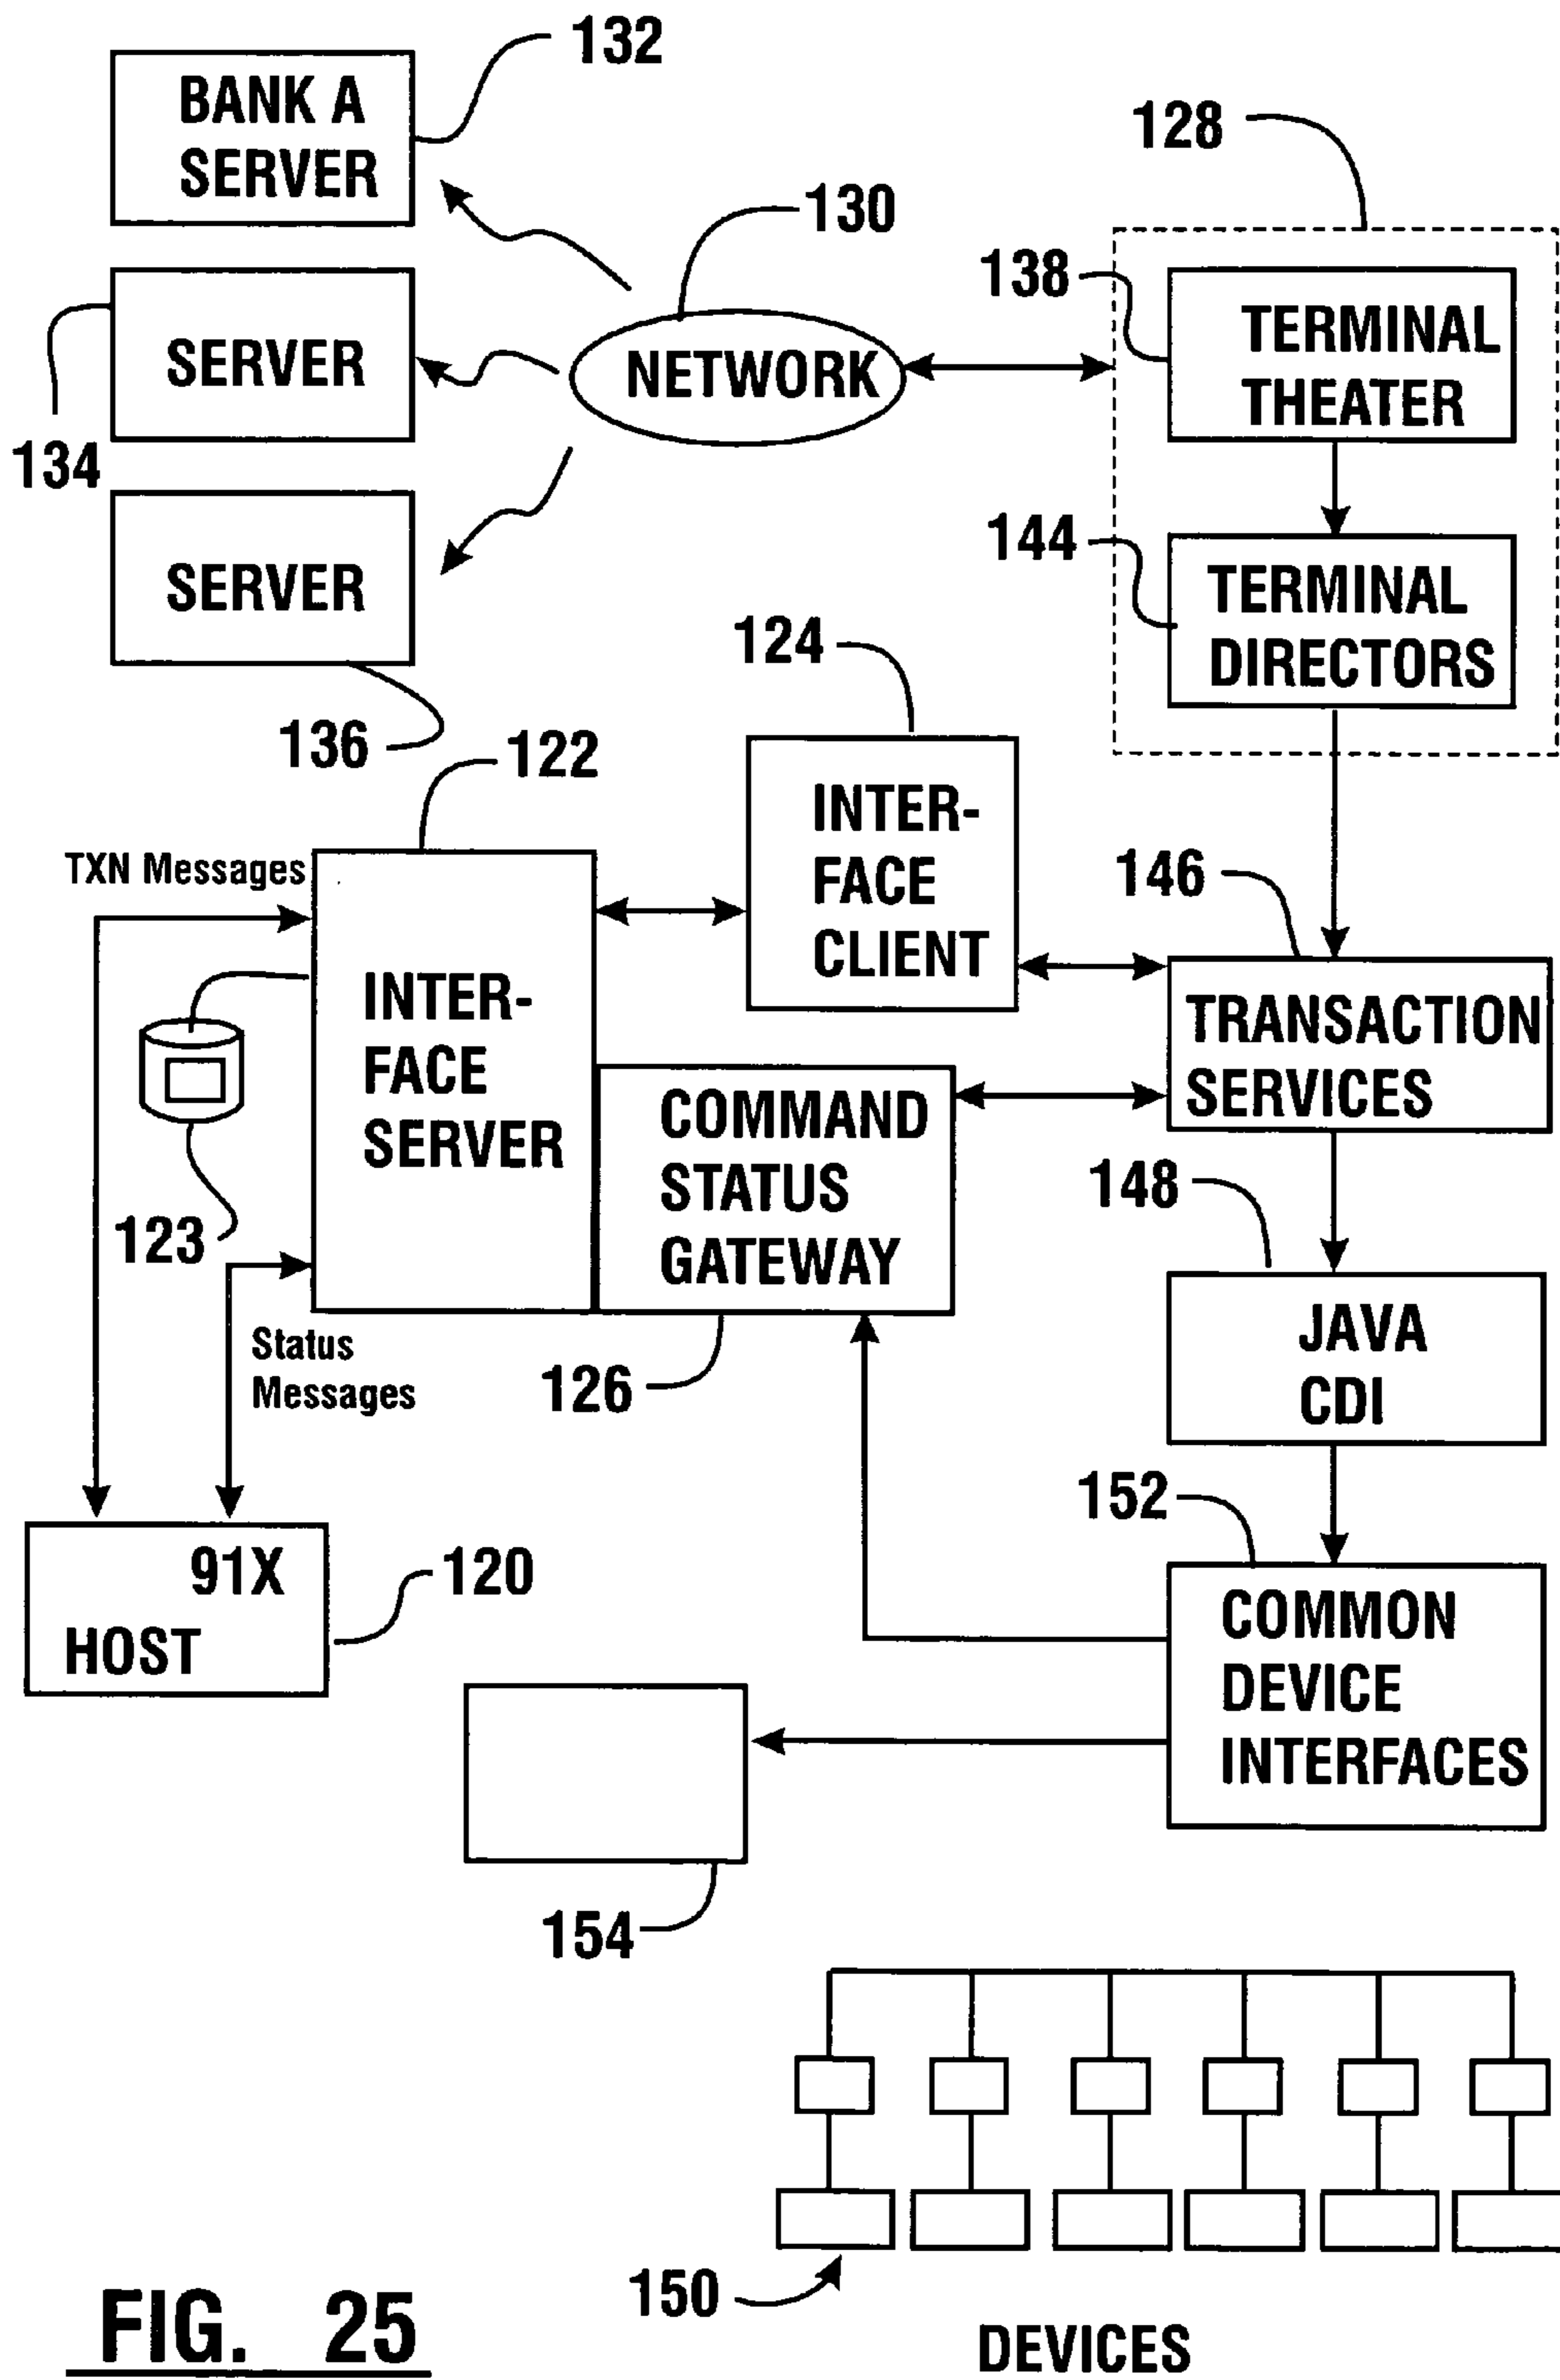 132
BANK A
SERVER
128
130
138
TERMINAL
THEATER
SERVER
NETWORK
134
144
TERMINAL
DIRECTORS
SERVER
124
136
122
INTER-
FACE
CLIENT
TXN Messages
146
INTER-
FACE
SERVER
TRANSACTION
SERVICES
COMMAND
STATUS
GATEWAY
123
148
Status
Messages
126
JAVA
CDI
152
91X
HOST
120
COMMON
DEVICE
INTERFACES
154
150
DEVICES
FIG. 25